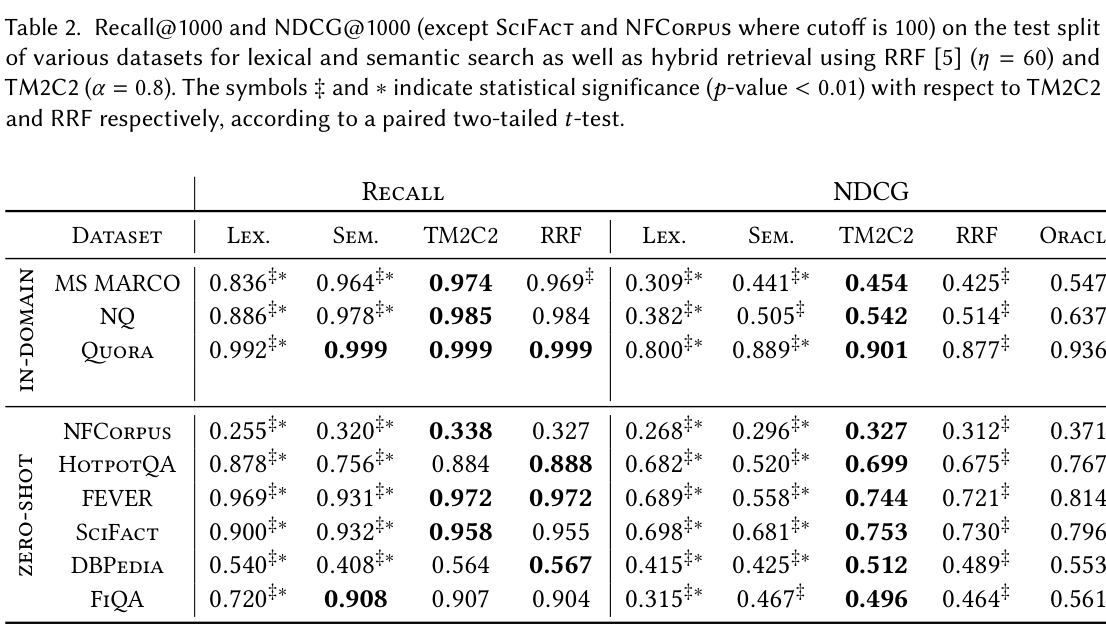 Table 2. Recall@1000 and NDCG@1000 (except SciFact and NFCorpus where cutoff is 100) on the test split
of various datasets for lexical and semantic search as well as hybrid retrieval using RRF [5] (η = 60) and
TM2C2 (α = 0.8). The symbols ‡ and ∗ indicate statistical significance (p-value < 0.01) with respect to TM2C2
and RRF respectively, according to a paired two-tailed t-test.
Recall NDCG
Dataset Lex. Sem. TM2C2 RRF Lex. Sem. TM2C2 RRF Oracl
in-domain
MS MARCO 0.836‡∗ 0.964‡∗ 0.974 0.969‡ 0.309‡∗ 0.441‡∗ 0.454 0.425‡ 0.547
NQ 0.886‡∗ 0.978‡∗ 0.985 0.984 0.382‡∗ 0.505‡ 0.542 0.514‡ 0.637
Quora 0.992‡∗ 0.999 0.999 0.999 0.800‡∗ 0.889‡∗ 0.901 0.877‡ 0.936
zero-shot
NFCorpus 0.255‡∗ 0.320‡∗ 0.338 0.327 0.268‡∗ 0.296‡∗ 0.327 0.312‡ 0.371
HotpotQA 0.878‡∗ 0.756‡∗ 0.884 0.888 0.682‡∗ 0.520‡∗ 0.699 0.675‡ 0.767
FEVER 0.969‡∗ 0.931‡∗ 0.972 0.972 0.689‡∗ 0.558‡∗ 0.744 0.721‡ 0.814
SciFact 0.900‡∗ 0.932‡∗ 0.958 0.955 0.698‡∗ 0.681‡∗ 0.753 0.730‡ 0.796
DBPedia 0.540‡∗ 0.408‡∗ 0.564 0.567 0.415‡∗ 0.425‡∗ 0.512 0.489‡ 0.553
FiQA 0.720‡∗ 0.908 0.907 0.904 0.315‡∗ 0.467‡ 0.496 0.464‡ 0.561